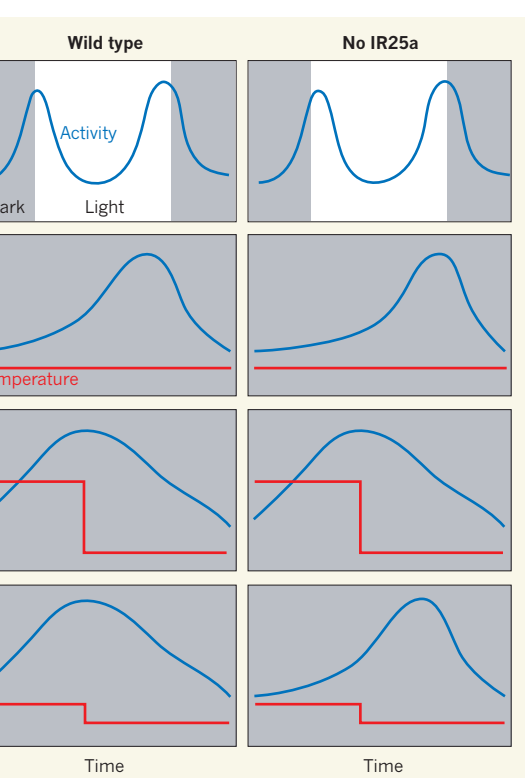 Wild type
No IR25a
Activity
ark
Light
mperature
Time
Time